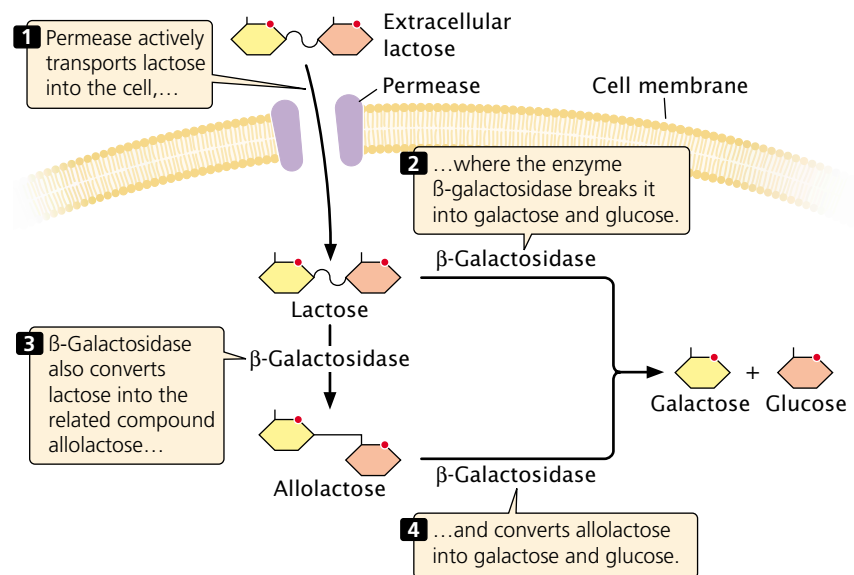 1 Permease actively
transports lactose
into the cell,…
Extracellular
lactose
Permease
Cell membrane
2 …where the enzyme
ß-galactosidase breaks it
into galactose and glucose.
β-Galactosidase
Lactose
3 ß-Galactosidase
also converts
lactose into the
related compound
allolactose…
β-Galactosidase
Galactose + Glucose
Allolactose
β-Galactosidase
4 …and converts allolactose
into galactose and glucose.